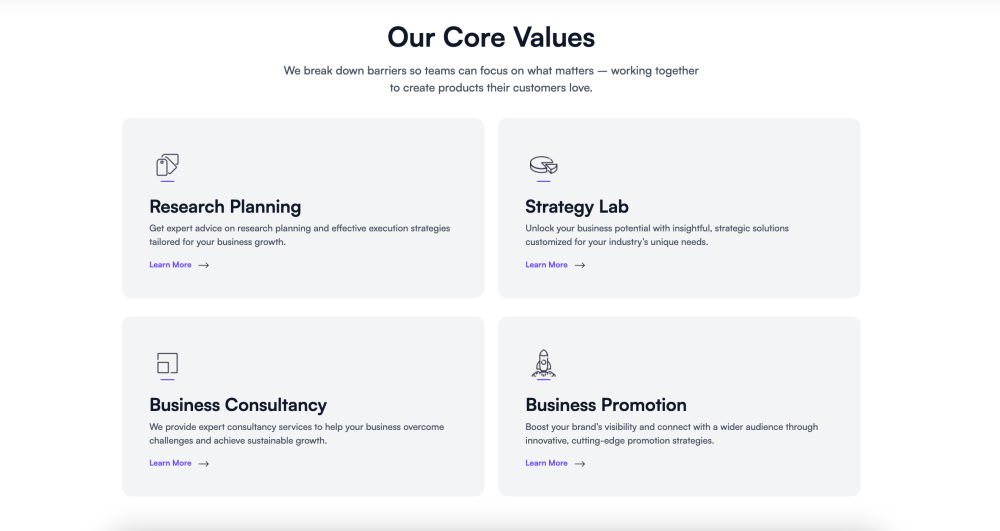 Our Core Values
We break down barriers so teams can focus on what matters — working together
to create products their customers love.
Research Planning
Get expert advice on research planning and effective execution strategies
tailored for your business growth.
Learn More
Strategy Lab
Unlock your business potential with insightful, strategic solutions
customized for your industry's unique needs.
Learn More
Business Consultancy
We provide expert consultancy services to help your business overcome
challenges and achieve sustainable growth.
Learn More
Business Promotion
Boost your brand's visibility and connect with a wider audience through
innovative, cutting-edge promotion strategies.
Learn More